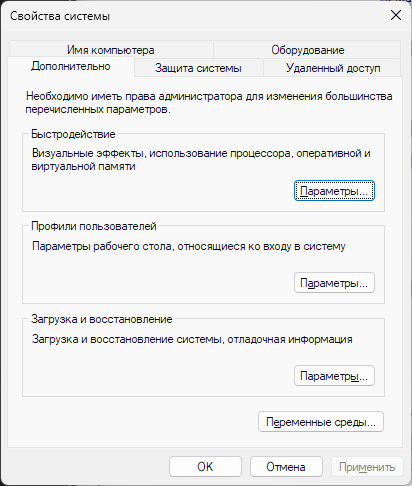 Свойства системы
Имя компьютера
Оборудование
Дополнительно
Защита системы
Удаленный доступ
Необходимо иметь права администратора для изменения большинства
перечисленных параметров.
Быстродействие
Визуальные эффекты, использование процессора, оперативной и
виртуальной памяти
Параметры...
Профили пользователей
Параметры рабочего стола, относящиеся ко входу в систему
Параметры...
Загрузка и восстановление
Загрузка и восстановление системы, отладочная информация
Параметры...
Переменные среды...
ОК
Отмена
Применить